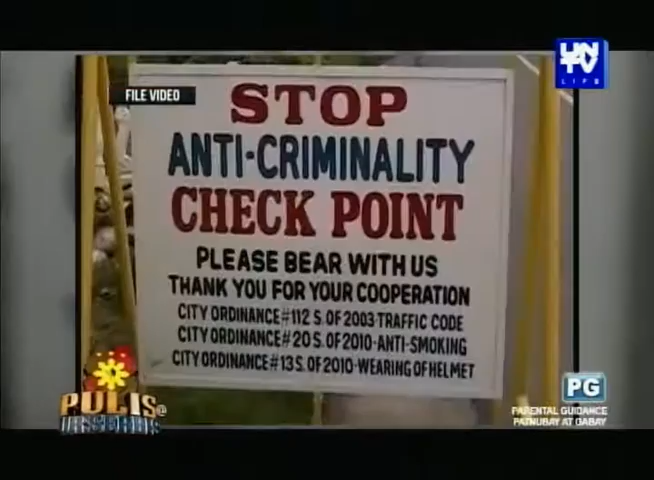 UN
TV
LIFE
FILE VIDEO
STOP
ANTI-CRIMINALITY
CHECK POINT
PLEASE BEAR WITH US
THANK YOU FOR YOUR COOPERATION
CITY ORDINANCE#112 S. OF 2003-TRAFFIC CODE
CITY ORDINANCE#20 S. OF 2010-ANTI-SMOKING
CITY ORDINANCE#13 S. OF 2010-WEARING OF HELMET
PULIS@
PG
PARENTAL GUIDANCE
PATNUBAY AT GABAY